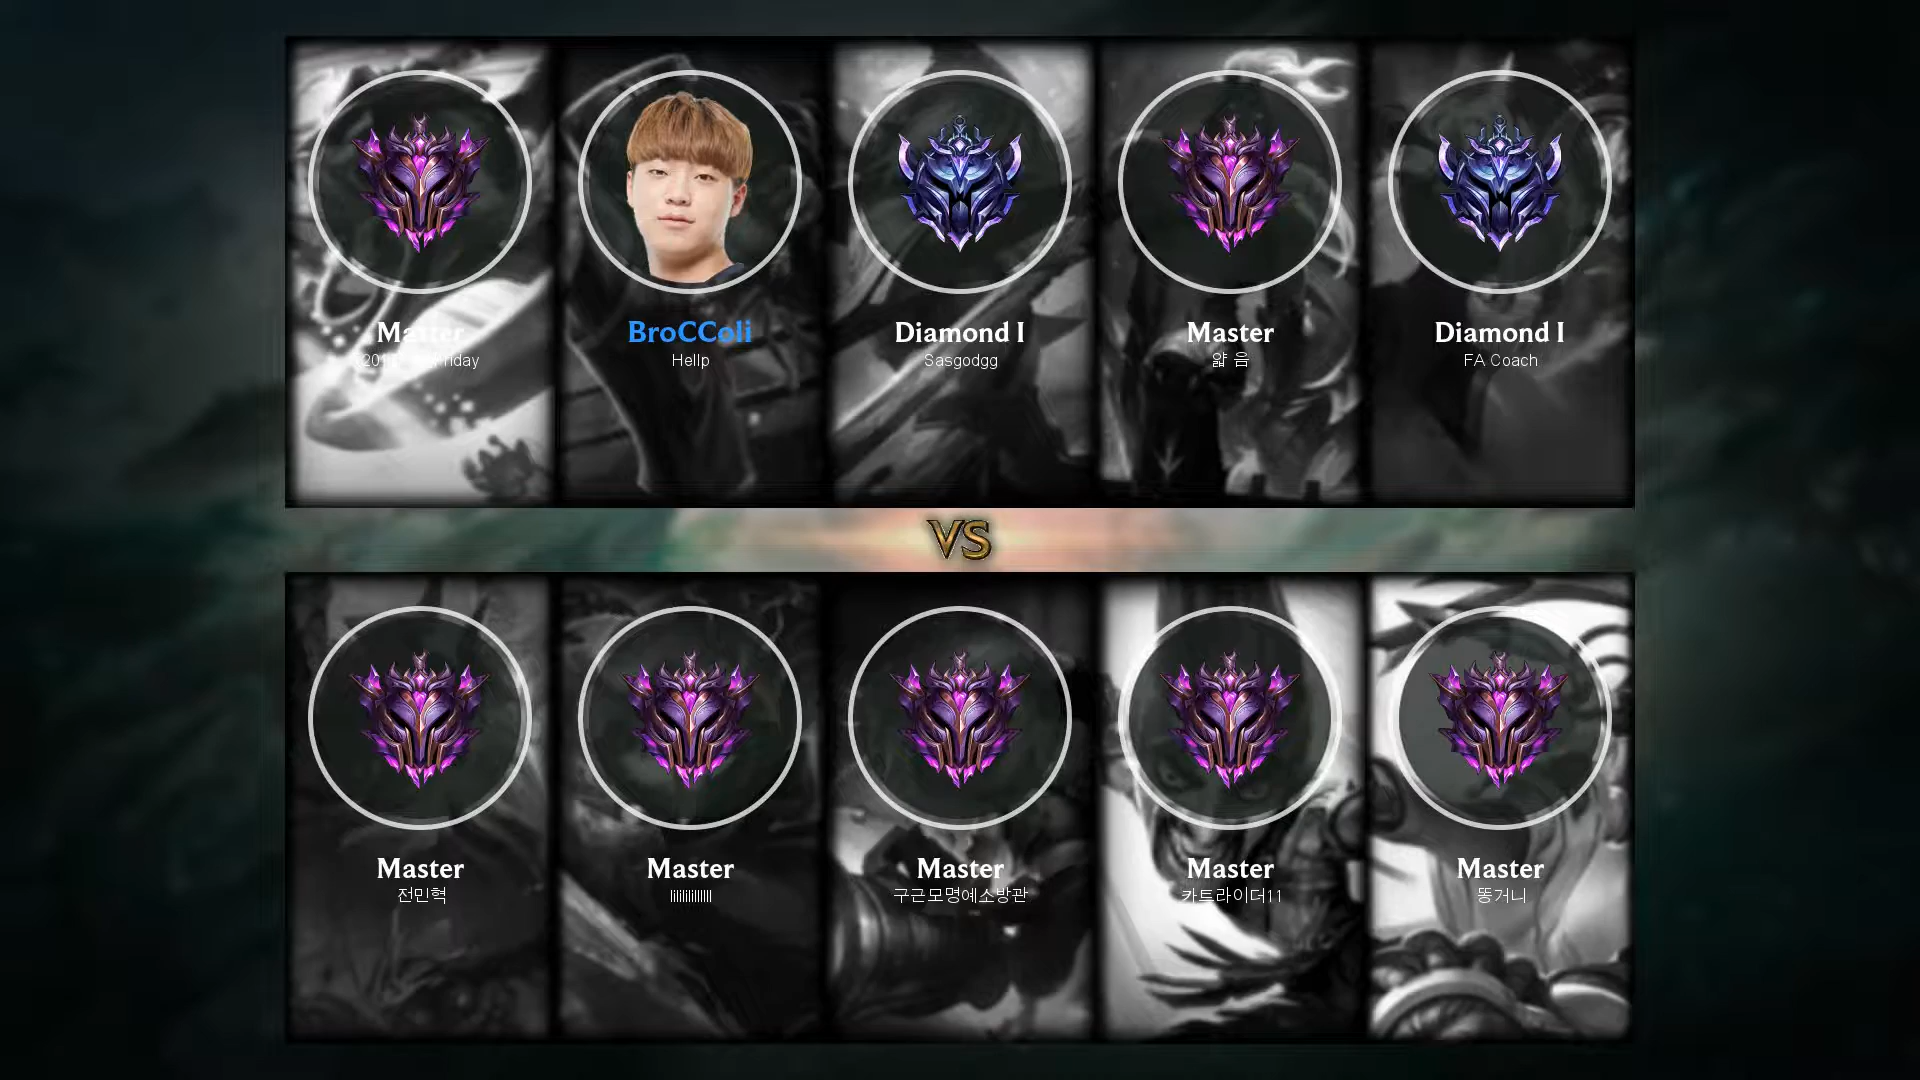 Master
BroCColi
Diamond I
Master
Diamond I
Hellp
Sasgodgg
얇 음
FA Coach
VS
Master
Master
Master
Master
Master
전민혁
구근모명예소방관
카트라이더11
똥거니